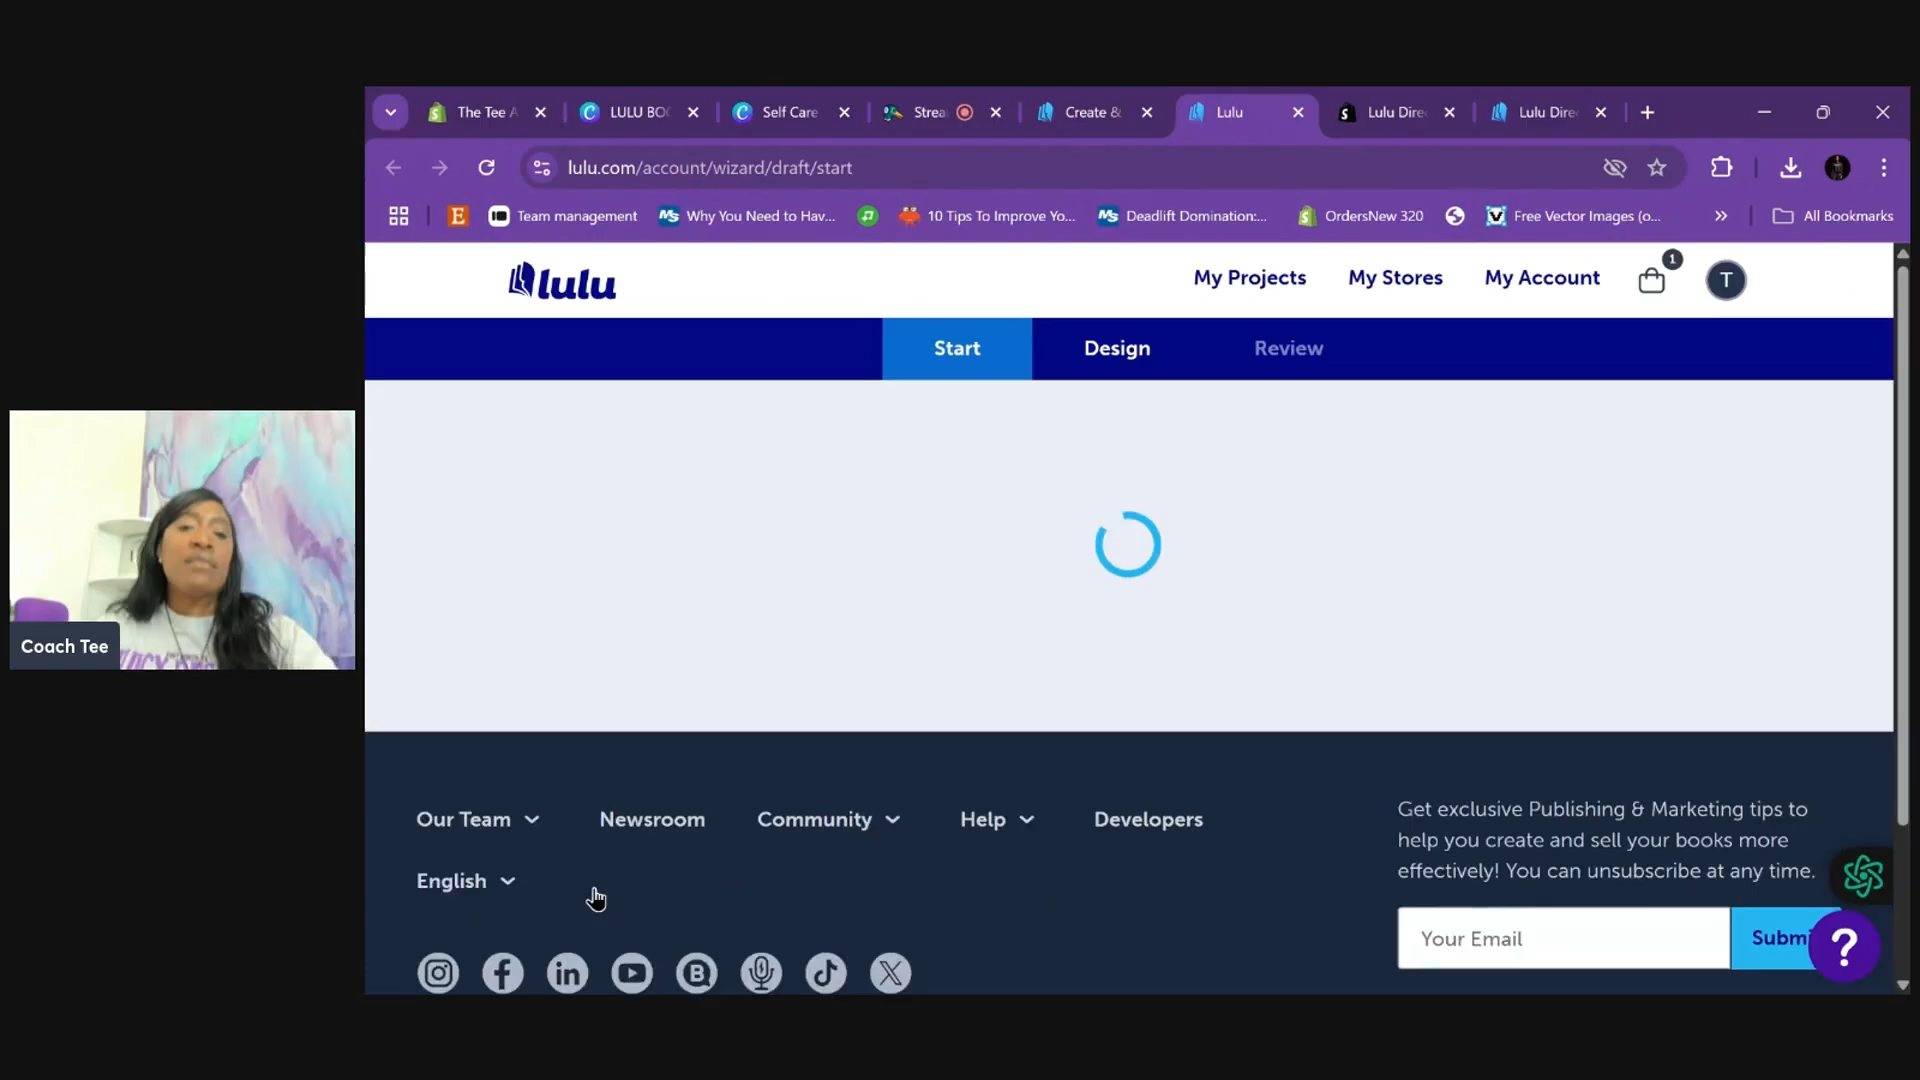 The Tee A
LULU BO
Self Care
Strea
Create &
Lulu
Lulu Dire
Lulu Dire
lulu.com/account/wizard/draft/start
E
Team management
Why You Need to Hav...
10 Tips To Improve Yo...
Deadlift Domination:...
OrdersNew 320
Free Vector Images (o...
All Bookmarks
lulu
My Projects
My Stores
My Account
1
T
Start
Design
Review
Coach Tee
Our Team
Newsroom
Community
Help
Developers
English
Get exclusive Publishing & Marketing tips to
help you create and sell your books more
effectively! You can unsubscribe at any time.
Your Email
Submi
?